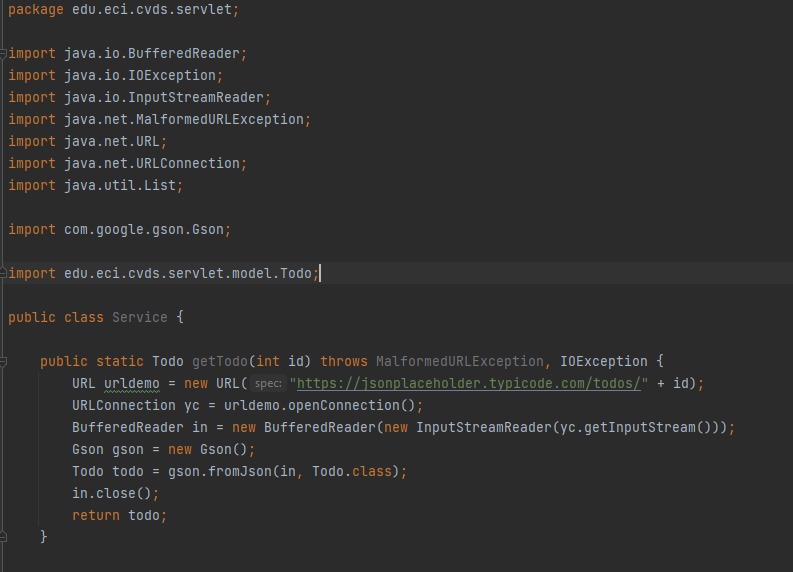 package edu.eci.cvds.servlet;
import java.io.BufferedReader;
import java.io.IOException;
import java.io.InputStreamReader;
import java.net.MalformedURLException;
import java.net.URL;
import java.net.URLConnection;
import java.util.List;
import com.google.gson.Gson;
import edu.eci.cvds.servlet.model.Todo;
public class Service {
public static Todo getTodo(int id) throws MalformedURLException, IOException {
URL urldemo = new URL( spec: "https://jsonplaceholder.typicode.com/todos/" + id);
URLConnection yc = urldemo.openConnection();
BufferedReader in = new BufferedReader(new InputStreamReader(yc.getInputStream()));
Gson gson = new Gson();
Todo todo = gson.fromJson(in, Todo.class);
in.close();
return todo;
}